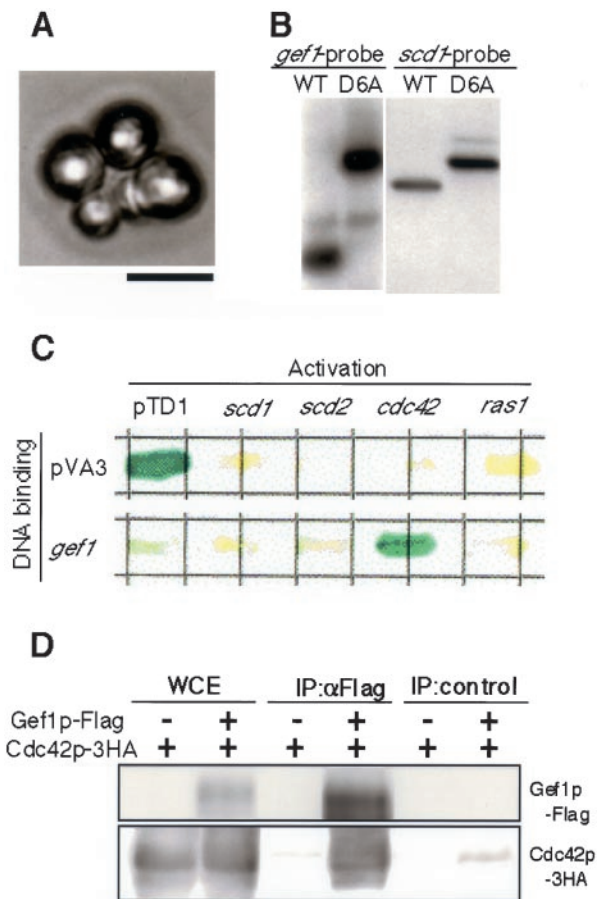 A
B
gef1-probe scd1-probe
WT D6A WT D6A
C
Activation
pTD1 scd1 scd2 cdc42 ras1
DNA binding
pVA3
gef1
D
WCE IP:αFlag IP:control
Gef1p-Flag - + - + - +
Cdc42p-3HA + + + + + +
Gef1p
-Flag
Cdc42p
-3HA